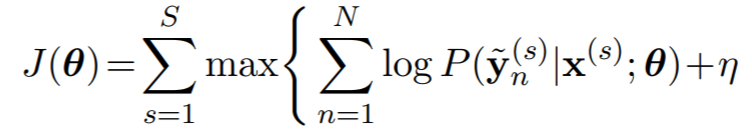 J(θ)=∑_{s=1}^{S} max{ ∑_{n=1}^{N} log P(ỹ_n^{(s)}|x^{(s)};θ)+η